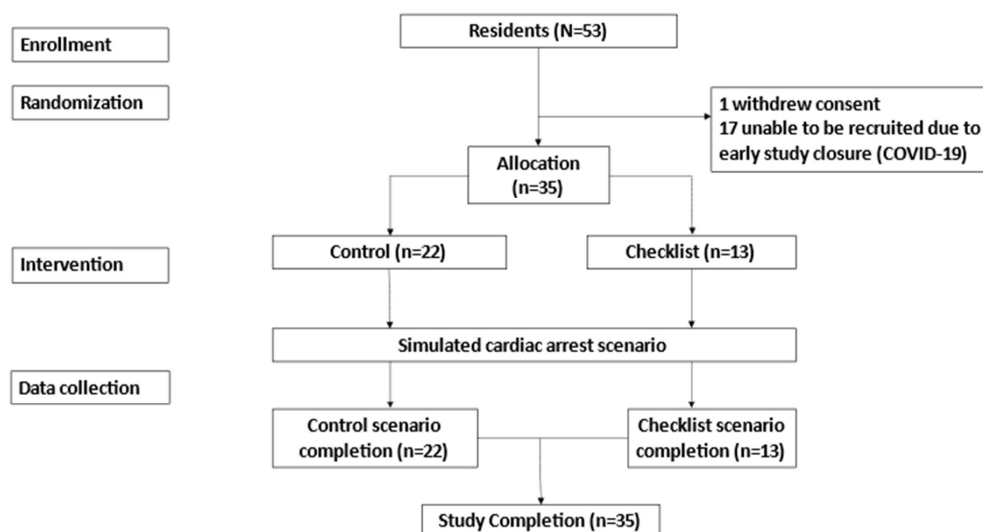 Residents (N=53)
Enrollment
Randomization
1 withdrew consent
17 unable to be recruited due to
early study closure (COVID-19)
Allocation
(n=35)
Control (n=22)
Checklist (n=13)
Intervention
Simulated cardiac arrest scenario
Data collection
Control scenario
completion (n=22)
Checklist scenario
completion (n=13)
Study Completion (n=35)